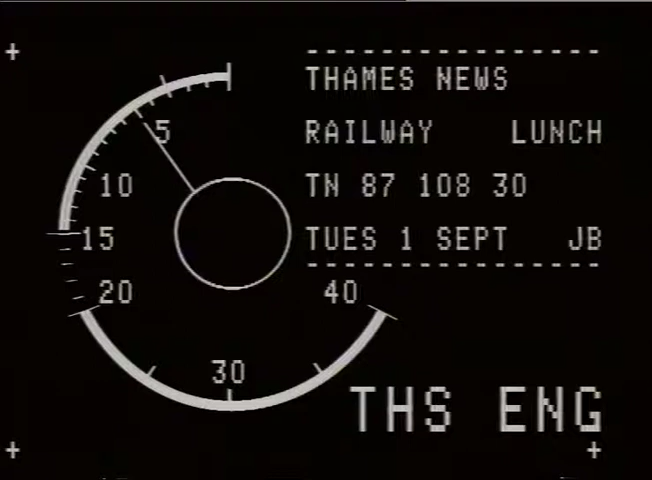 THAMES NEWS
RAILWAY LUNCH
TN 87 108 30
TUES 1 SEPT JB
5
10
15
20
30
40
THS ENG